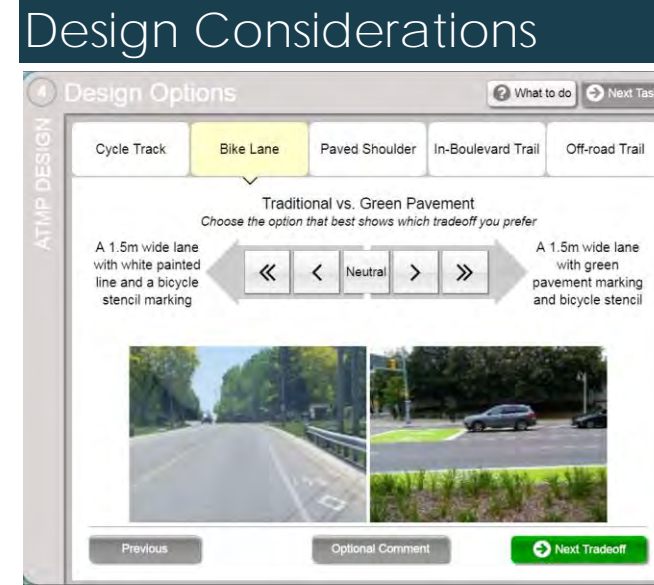 Design Considerations
4
Design Options
What to do
Next Tas
ATMP DESIGN
Cycle Track
Bike Lane
Paved Shoulder
In-Boulevard Trail
Off-road Trail
Traditional vs. Green Pavement
Choose the option that best shows which tradeoff you prefer
A 1.5m wide lane
with white painted
line and a bicycle
stencil marking
Neutral
A 1.5m wide lane
with green
pavement marking
and bicycle stencil
Previous
Optional Comment
Next Tradeoff